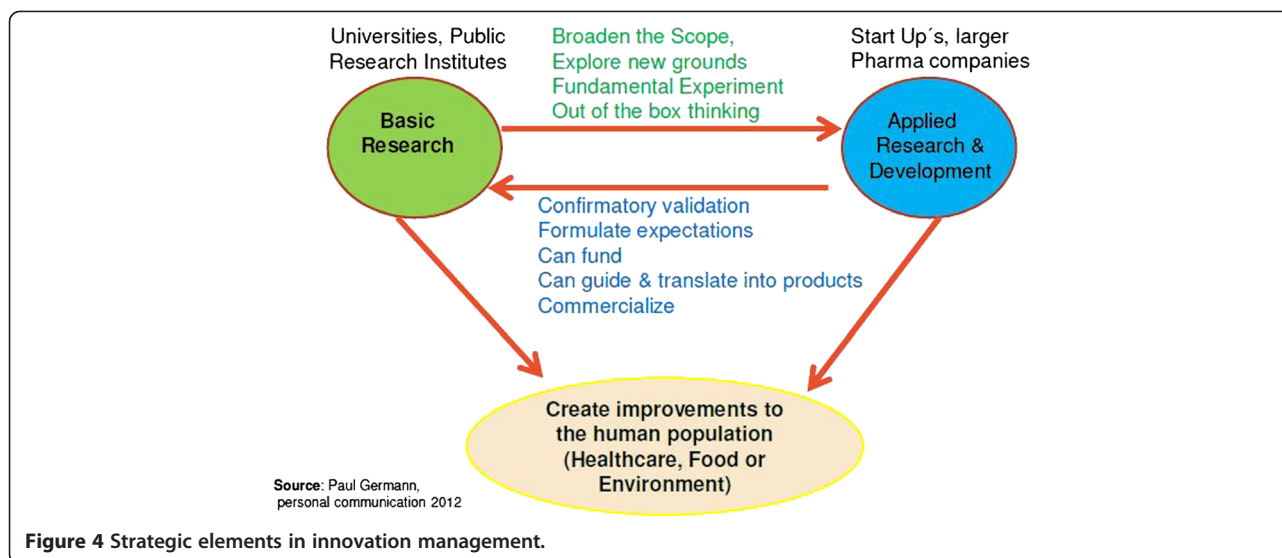 Universities, Public
Research Institutes
Broaden the Scope,
Explore new grounds
Fundamental Experiment
Out of the box thinking
Start Up´s, larger
Pharma companies
Basic
Research
Applied
Research &
Development
Confirmatory validation
Formulate expectations
Can fund
Can guide & translate into products
Commercialize
Create improvements to
the human population
(Healthcare, Food or
Environment)
Source: Paul Germann,
personal communication 2012
Figure 4 Strategic elements in innovation management.